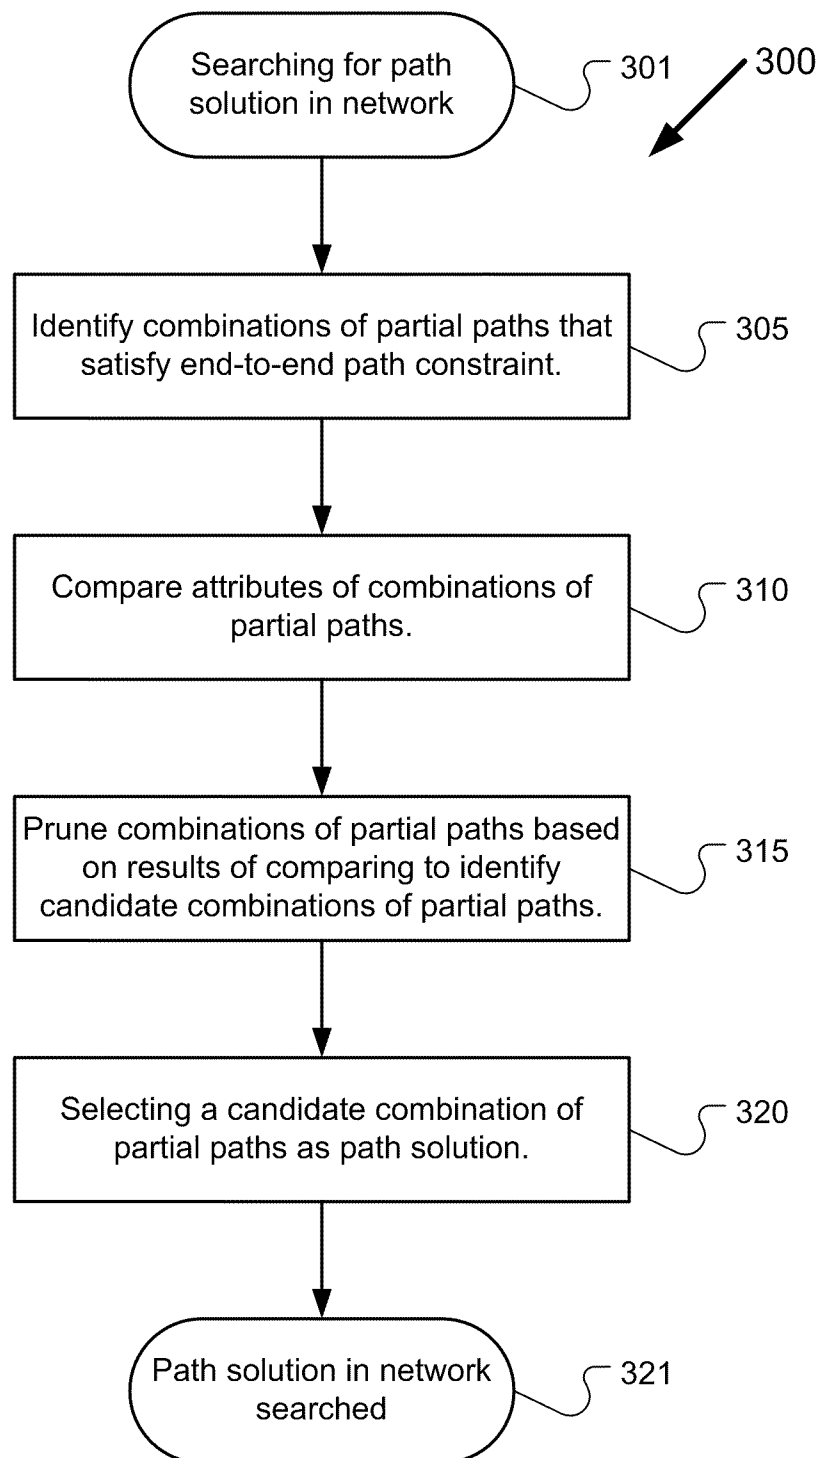 Searching for path
solution in network
301
300
Identify combinations of partial paths that
satisfy end-to-end path constraint.
305
Compare attributes of combinations of
partial paths.
310
Prune combinations of partial paths based
on results of comparing to identify
candidate combinations of partial paths.
315
Selecting a candidate combination of
partial paths as path solution.
320
Path solution in network
searched
321